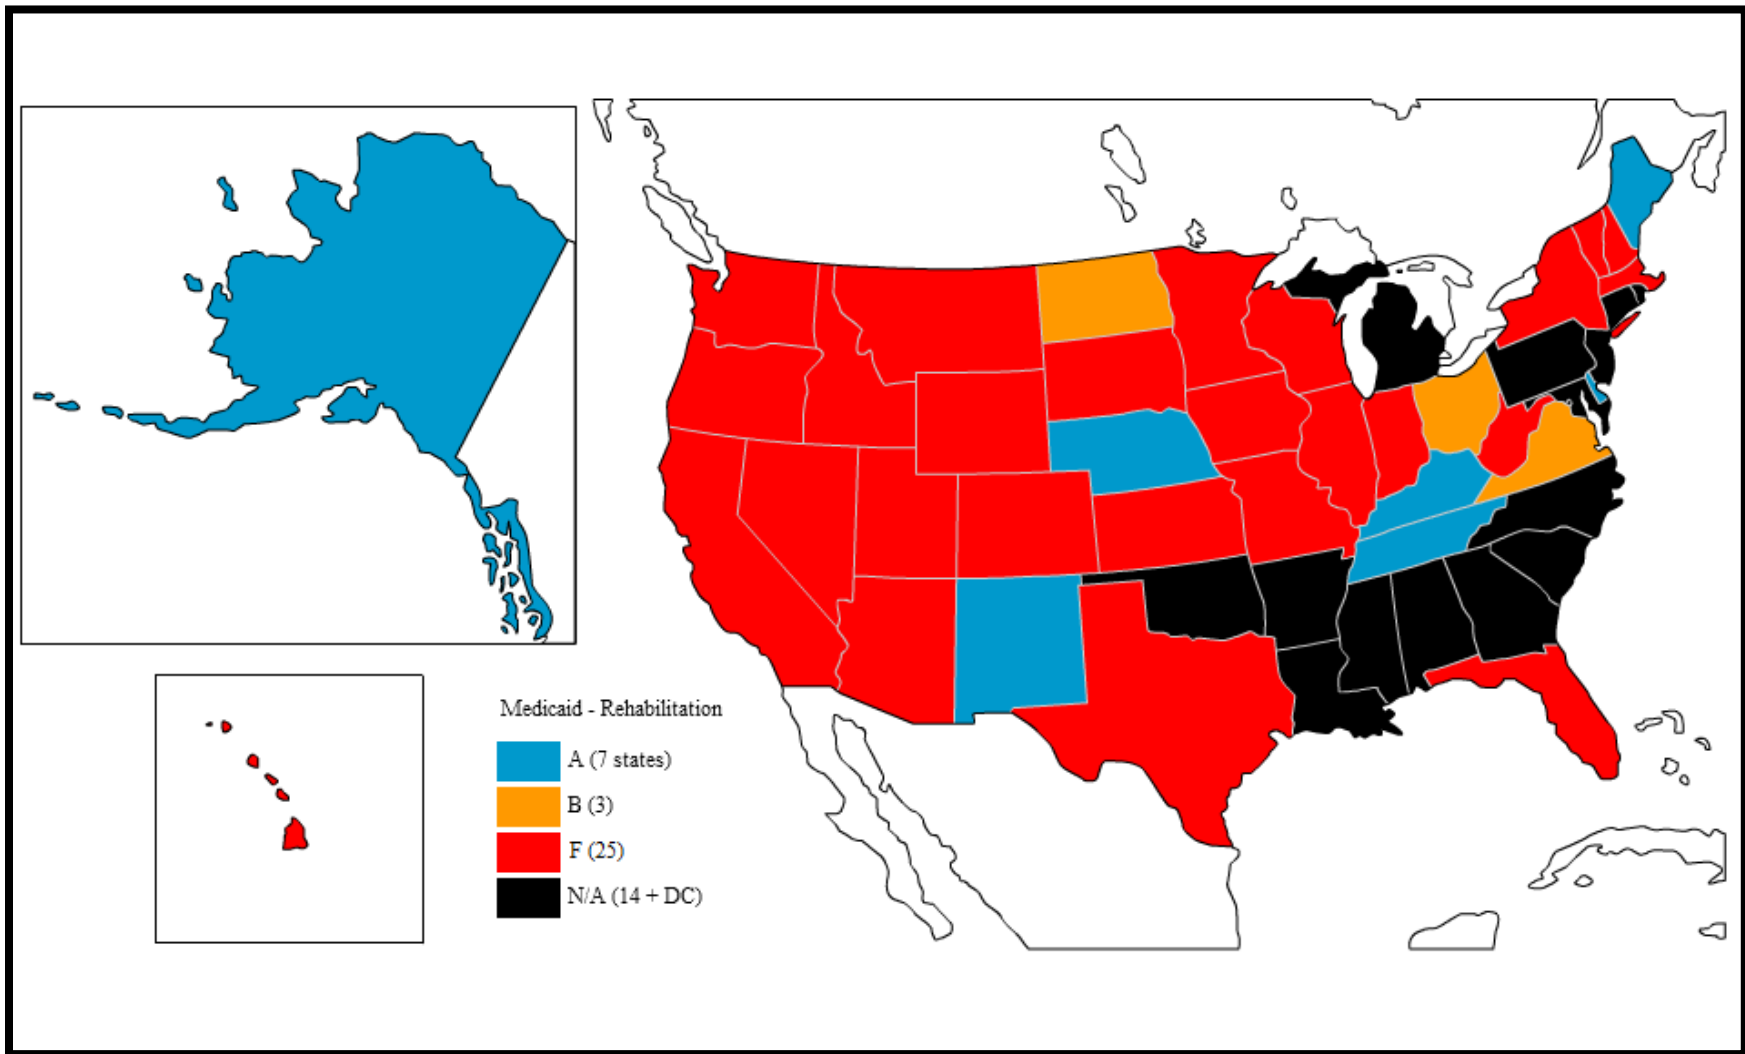 Medicaid - Rehabilitation
A (7 states)
B (3)
F (25)
N/A (14 + DC)